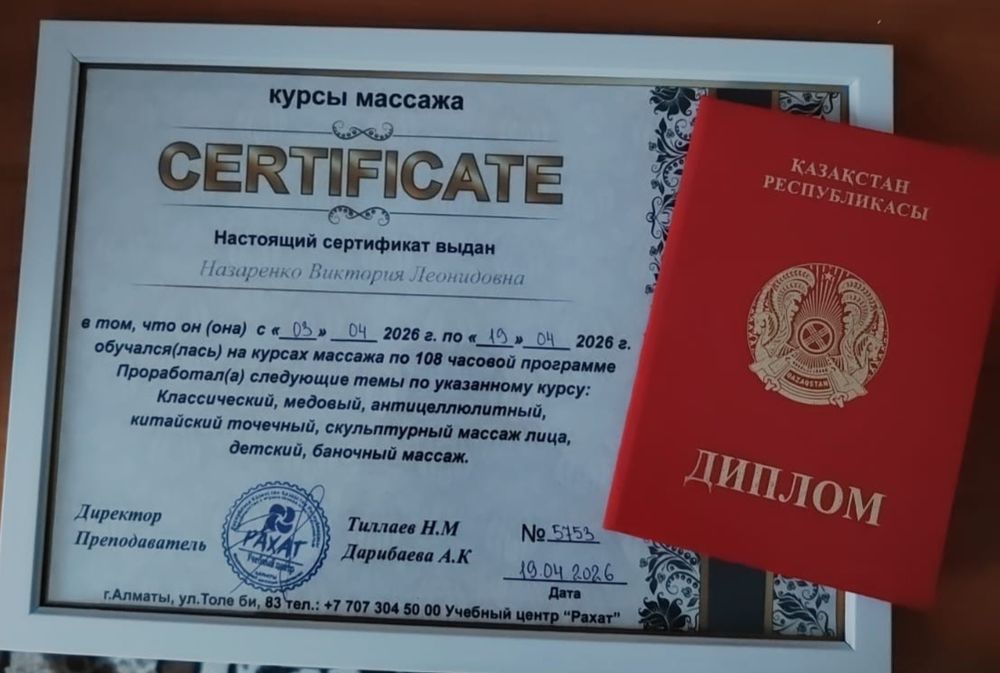 курсы массажа
CERTIFICATE
Настоящий сертификат выдан
Назаренко Виктория Леонидовна
в том, что он (она) с « 03 » 04 2026 г. по « 19 » 04 2026 г.
обучался(лась) на курсах массажа по 108 часовой программе
Проработал(а) следующие темы по указанному курсу:
Классический, медовый, антицеллюлитный,
китайский точечный, скульптурный массаж лица,
детский, баночный массаж.
Директор Тиллаев Н.М
Преподаватель Дарибаева А.К
РАХАТ
Учебный центр
№ 5753
19.04 2026
Дата
г.Алматы, ул.Толе би, 83 тел.: +7 707 304 50 00 Учебный центр “Рахат”
ҚАЗАҚСТАН
РЕСПУБЛИКАСЫ
QAZAQSTAN
ДИПЛОМ